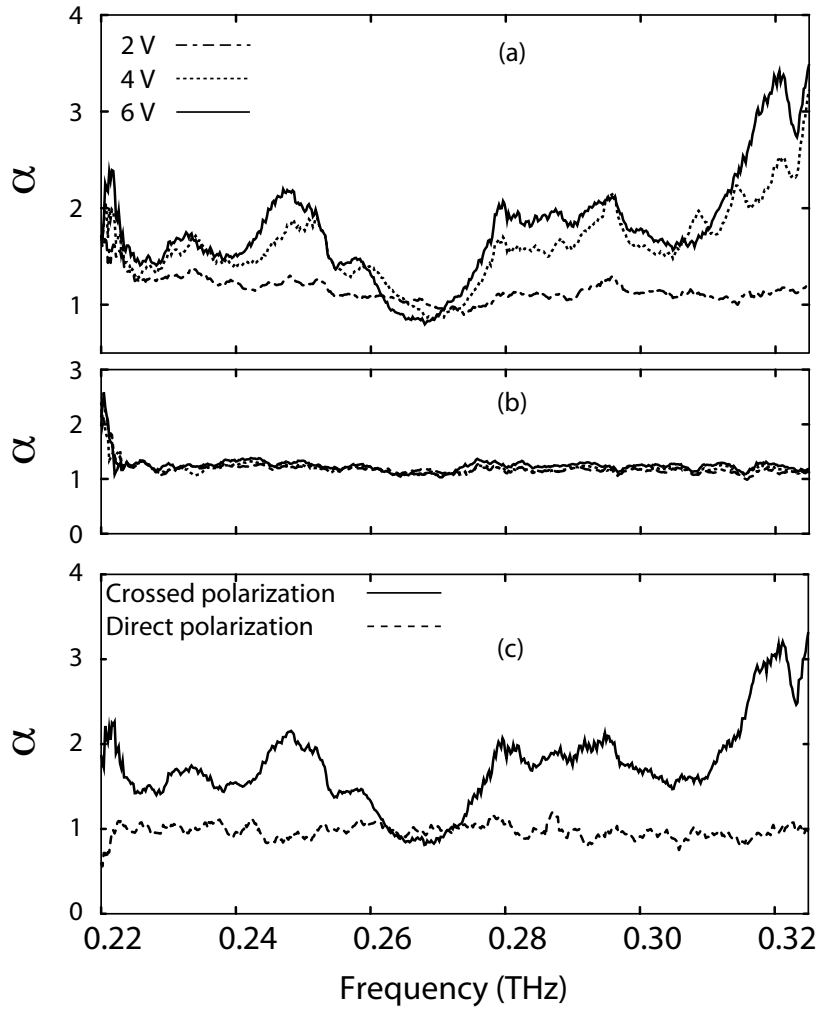 4
2 V
(a)
4 V
3
6 V
α
2
1
3
(b)
2
α
1
0
4
Crossed polarization
Direct polarization
(c)
3
α
2
1
0
0.22 0.24 0.26 0.28 0.30 0.32
Frequency (THz)